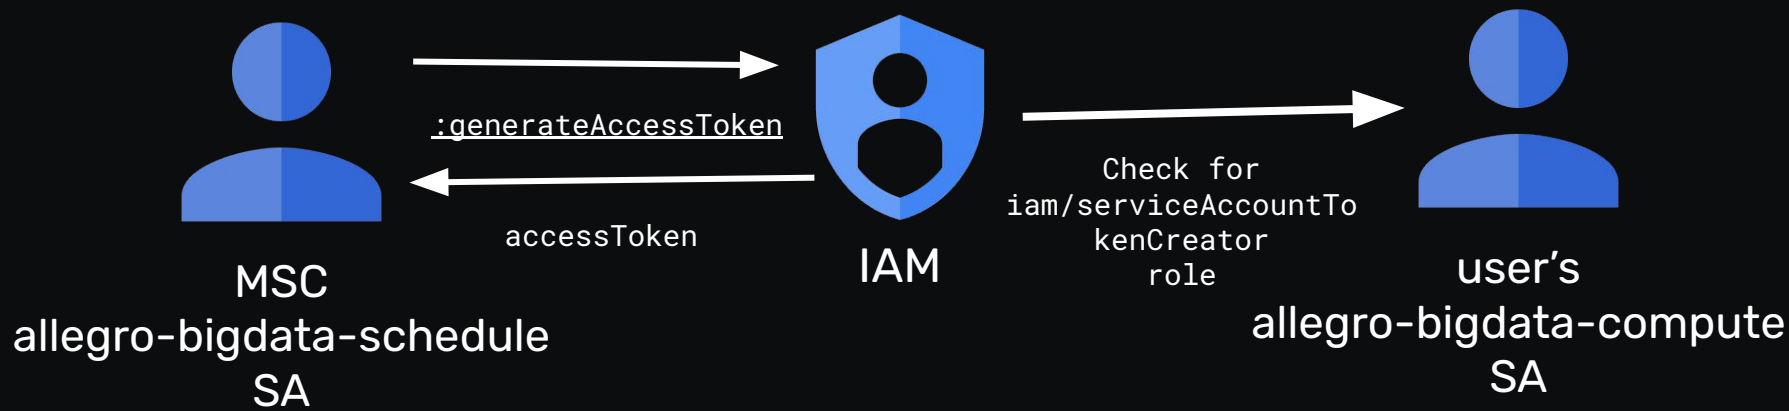 :generateAccessToken
accessToken
MSC
allegro-bigdata-schedule
SA
IAM
Check for
iam/serviceAccountTo
kenCreator
role
user's
allegro-bigdata-compute
SA